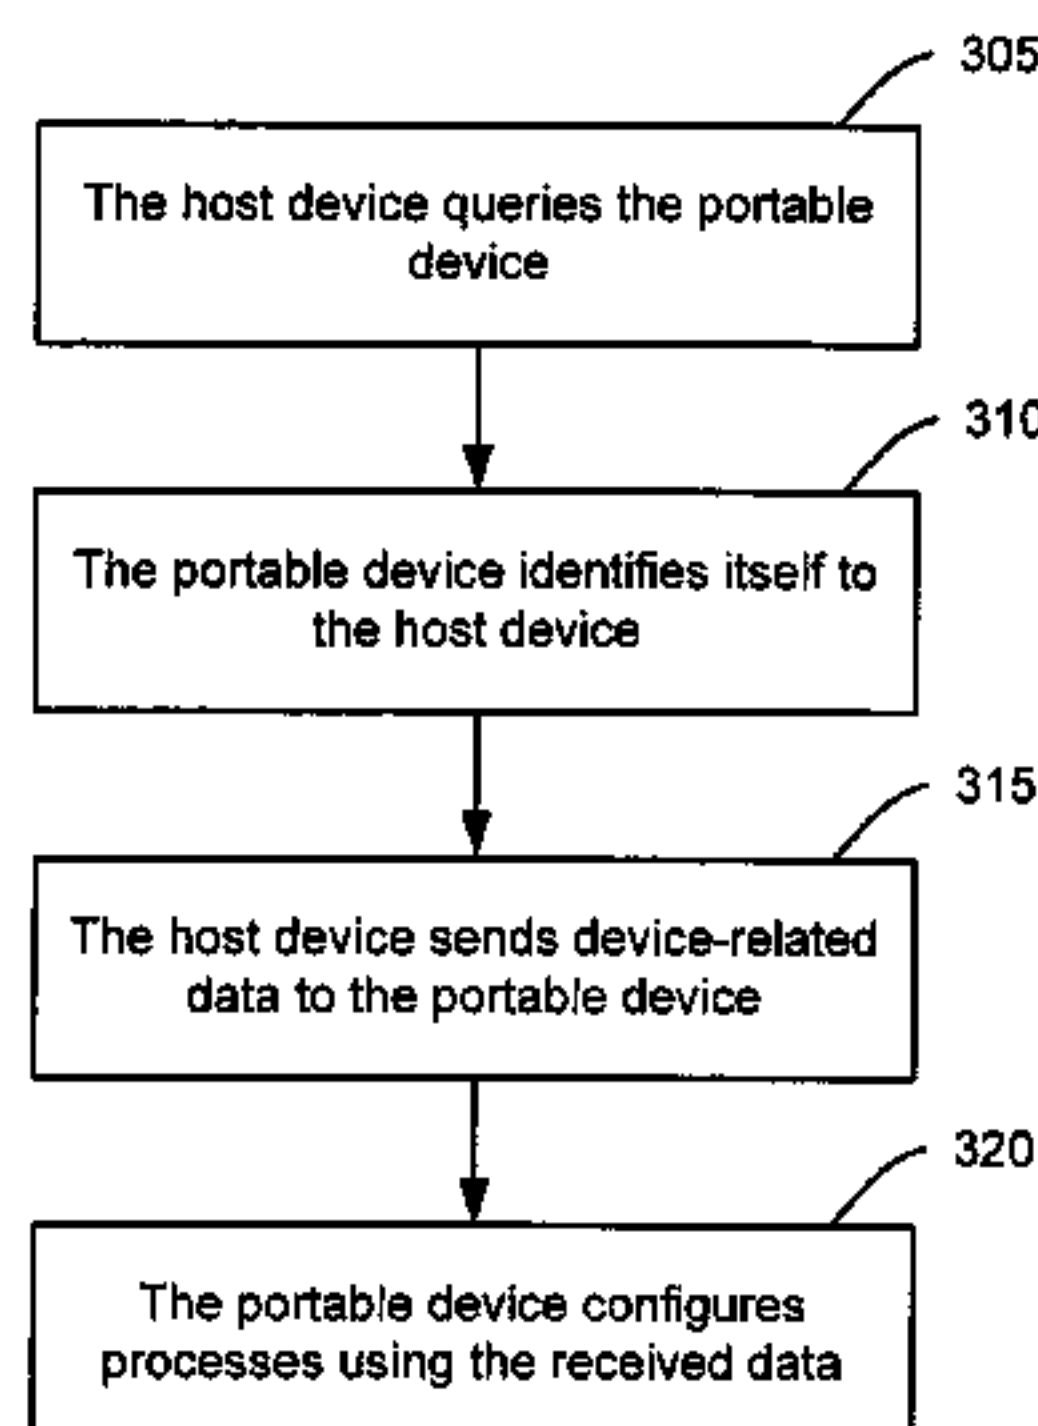 305
The host device queries the portable
device
310
The portable device identifies itself to
the host device
315
The host device sends device-related
data to the portable device
320
The portable device configures
processes using the received data